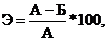 Э = А – Б / А *100,